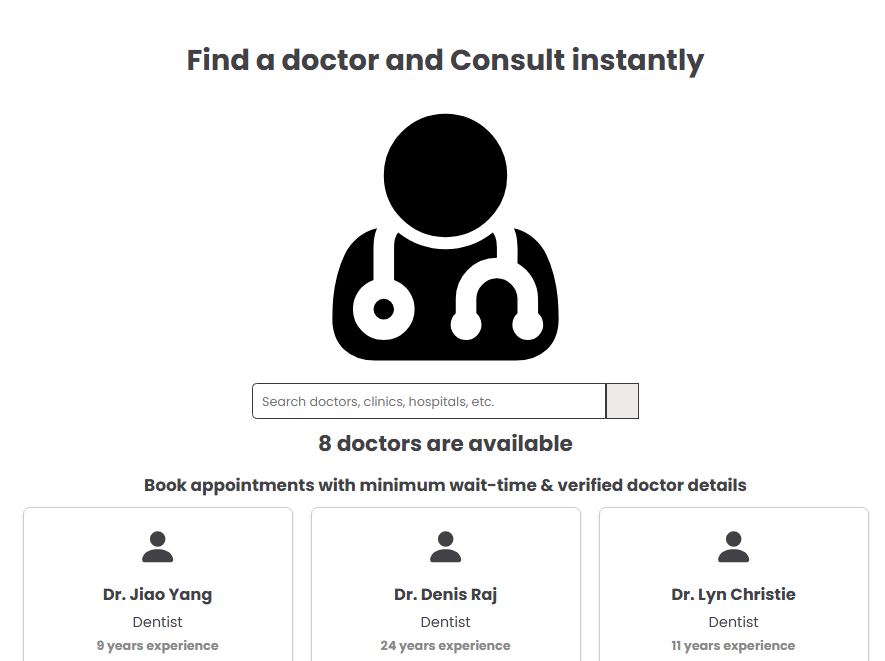 Find a doctor and Consult instantly
Search doctors, clinics, hospitals, etc.
8 doctors are available
Book appointments with minimum wait-time & verified doctor details
Dr. Jiao Yang
Dentist
9 years experience
Dr. Denis Raj
Dentist
24 years experience
Dr. Lyn Christie
Dentist
11 years experience